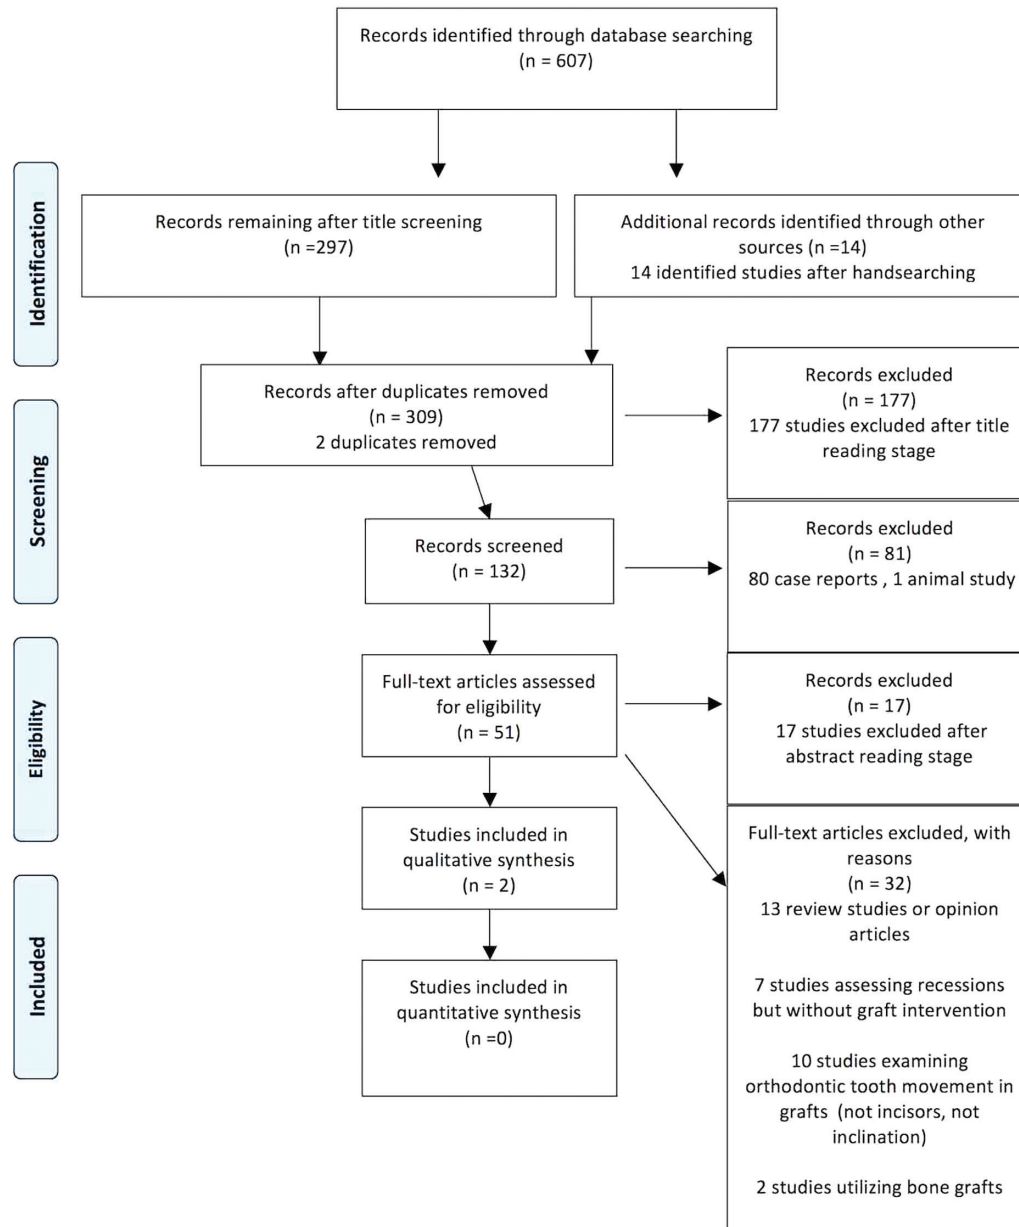 Records identified through database searching
(n = 607)
Identification
Records remaining after title screening
(n =297)
Additional records identified through other
sources (n =14)
14 identified studies after handsearching
Records after duplicates removed
(n = 309)
2 duplicates removed
Records excluded
(n = 177)
177 studies excluded after title
reading stage
Screening
Records screened
(n = 132)
Records excluded
(n = 81)
80 case reports , 1 animal study
Eligibility
Full-text articles assessed
for eligibility
(n = 51)
Records excluded
(n = 17)
17 studies excluded after
abstract reading stage
Studies included in
qualitative synthesis
(n = 2)
Full-text articles excluded, with
reasons
(n = 32)
13 review studies or opinion
articles
7 studies assessing recessions
but without graft intervention
10 studies examining
orthodontic tooth movement in
grafts (not incisors, not
inclination)
2 studies utilizing bone grafts
Included
Studies included in
quantitative synthesis
(n =0)